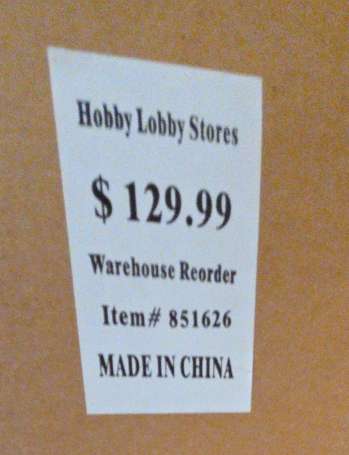 Hobby Lobby Stores
$ 129.99
Warehouse Reorder
Item# 851626
MADE IN CHINA